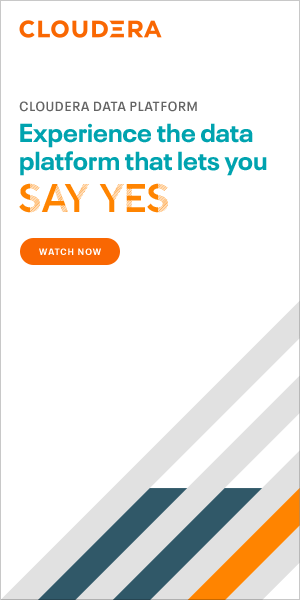 CLOUDERA
CLOUDERA DATA PLATFORM
Experience the data
platform that lets you
SAY YES
WATCH NOW